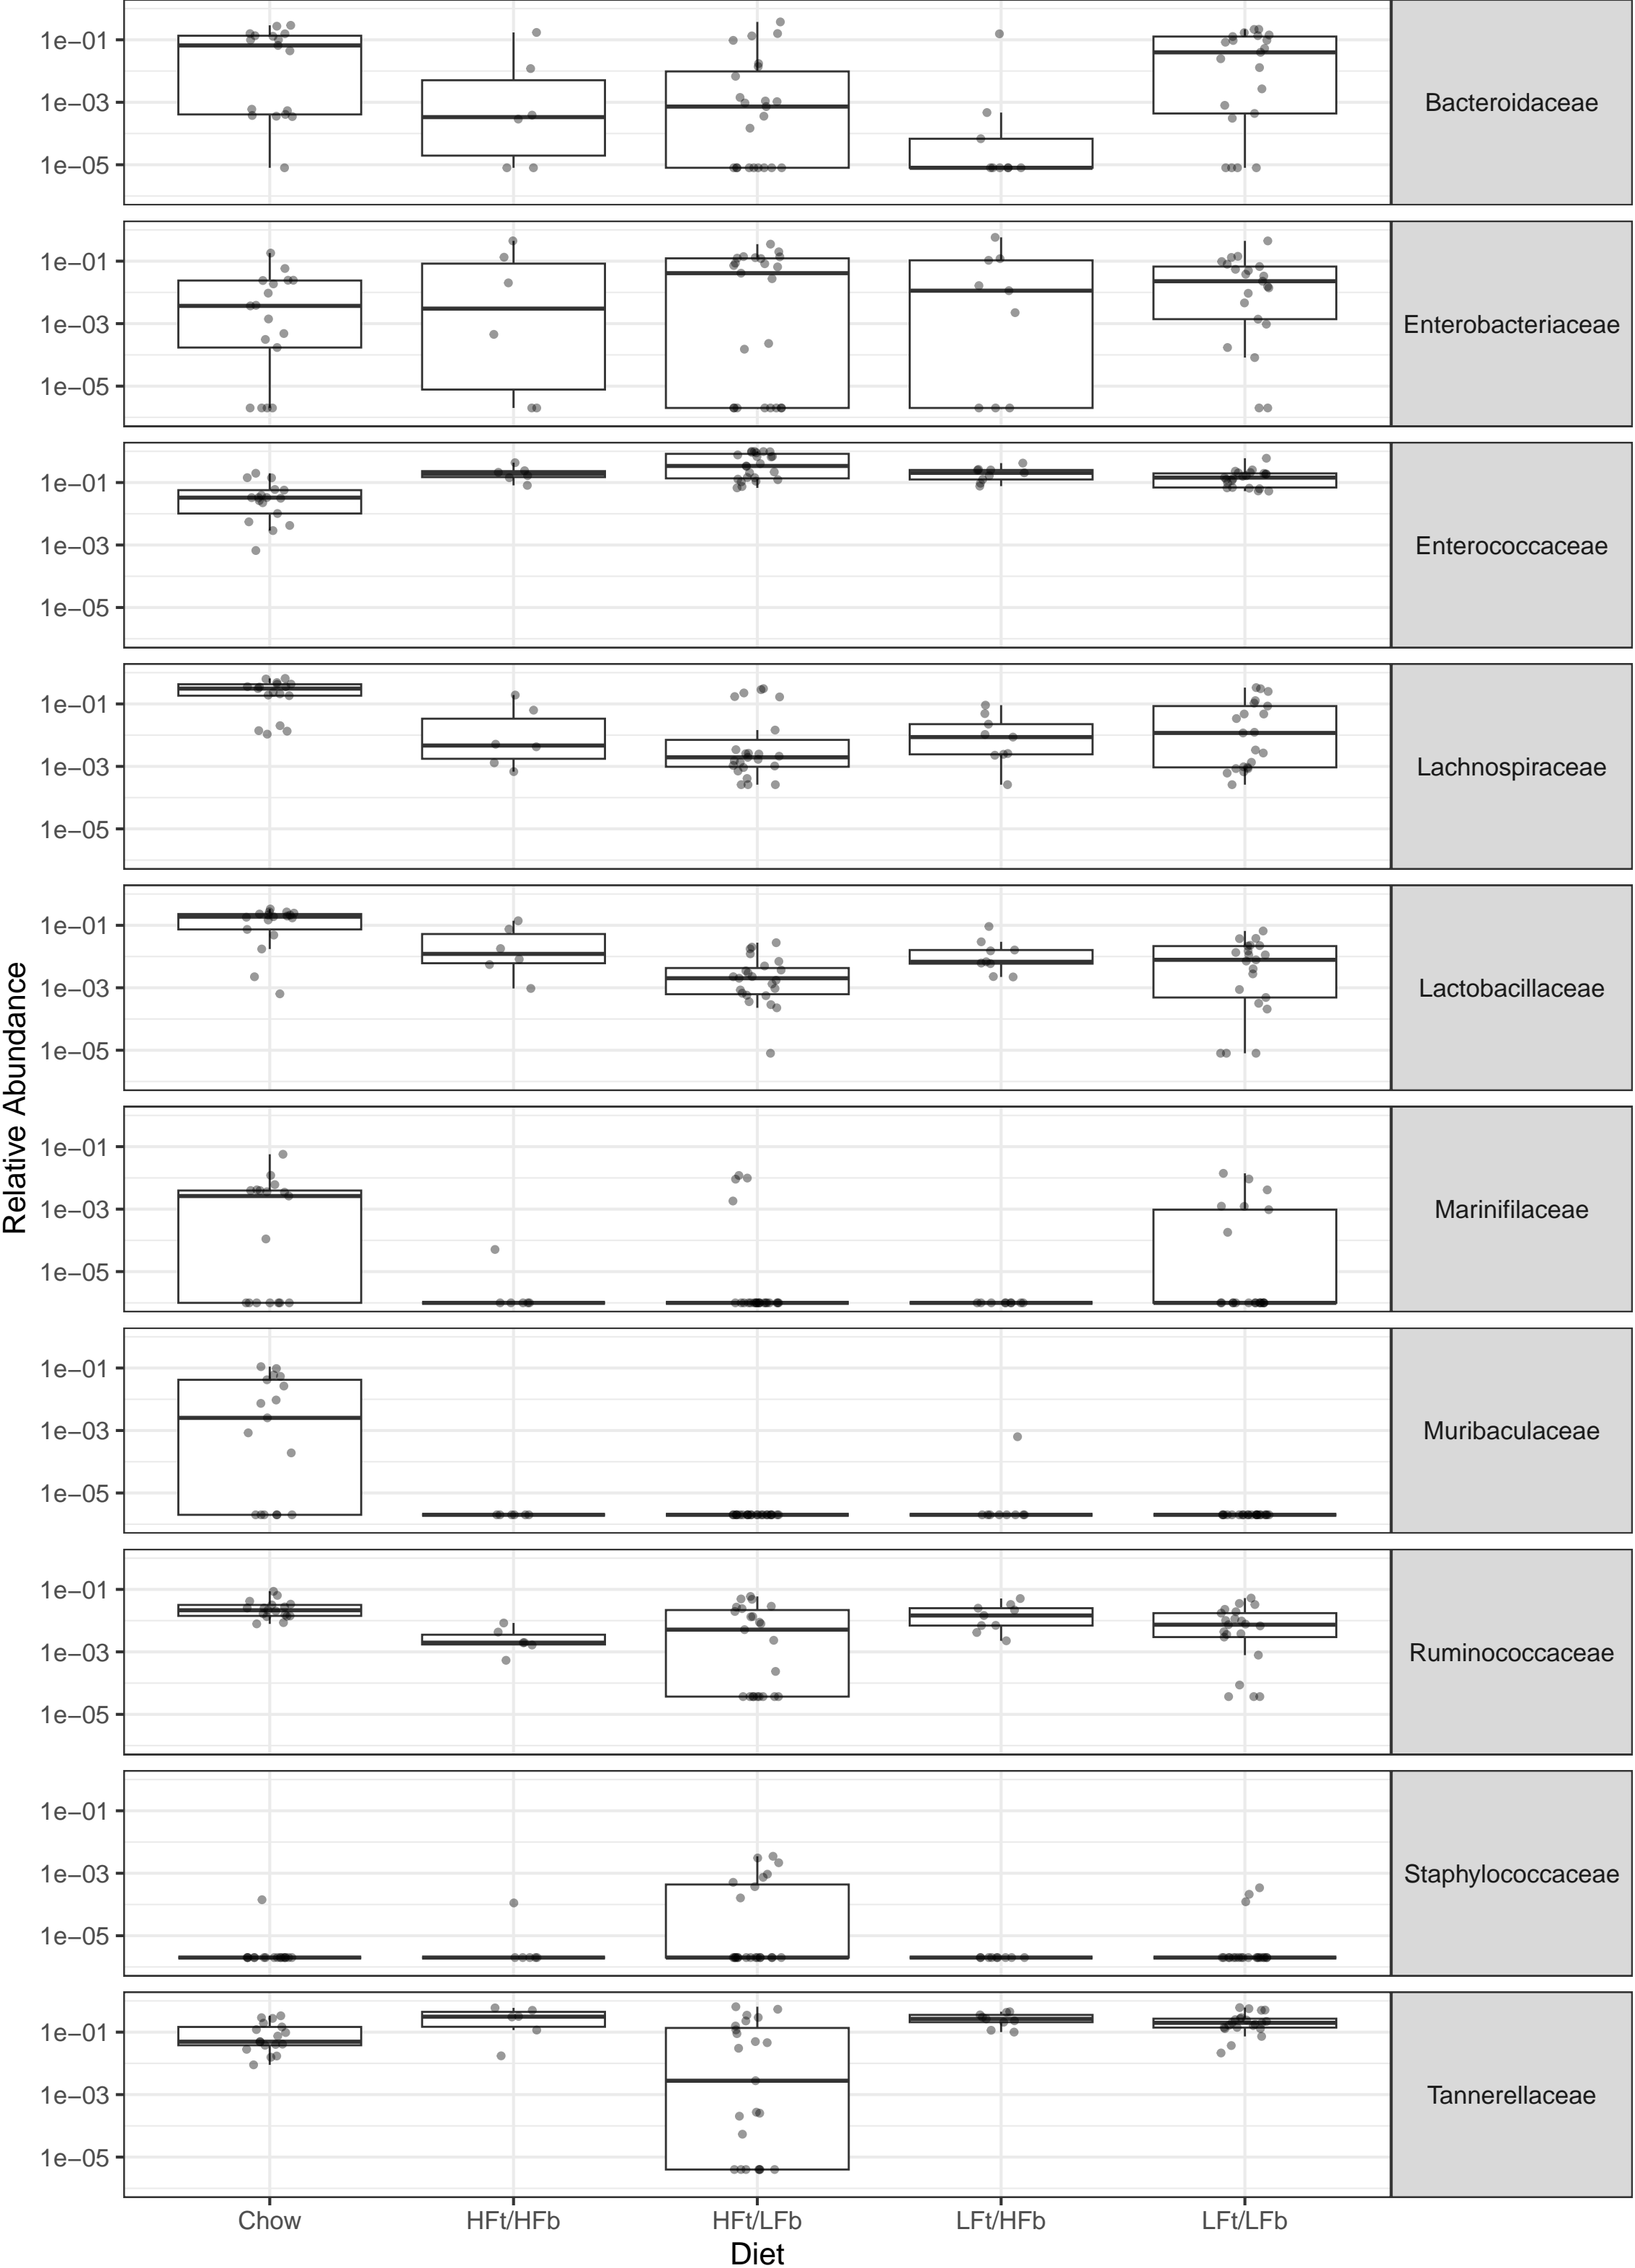 Relative Abundance
1e−01
1e−03
1e−05
Bacteroidaceae
1e−01
1e−03
1e−05
Enterobacteriaceae
1e−01
1e−03
1e−05
Enterococcaceae
1e−01
1e−03
1e−05
Lachnospiraceae
1e−01
1e−03
1e−05
Lactobacillaceae
1e−01
1e−03
1e−05
Marinifilaceae
1e−01
1e−03
1e−05
Muribaculaceae
1e−01
1e−03
1e−05
Ruminococcaceae
1e−01
1e−03
1e−05
Staphylococcaceae
1e−01
1e−03
1e−05
Tannerellaceae
Chow HFt/HFb HFt/LFb LFt/HFb LFt/LFb
Diet